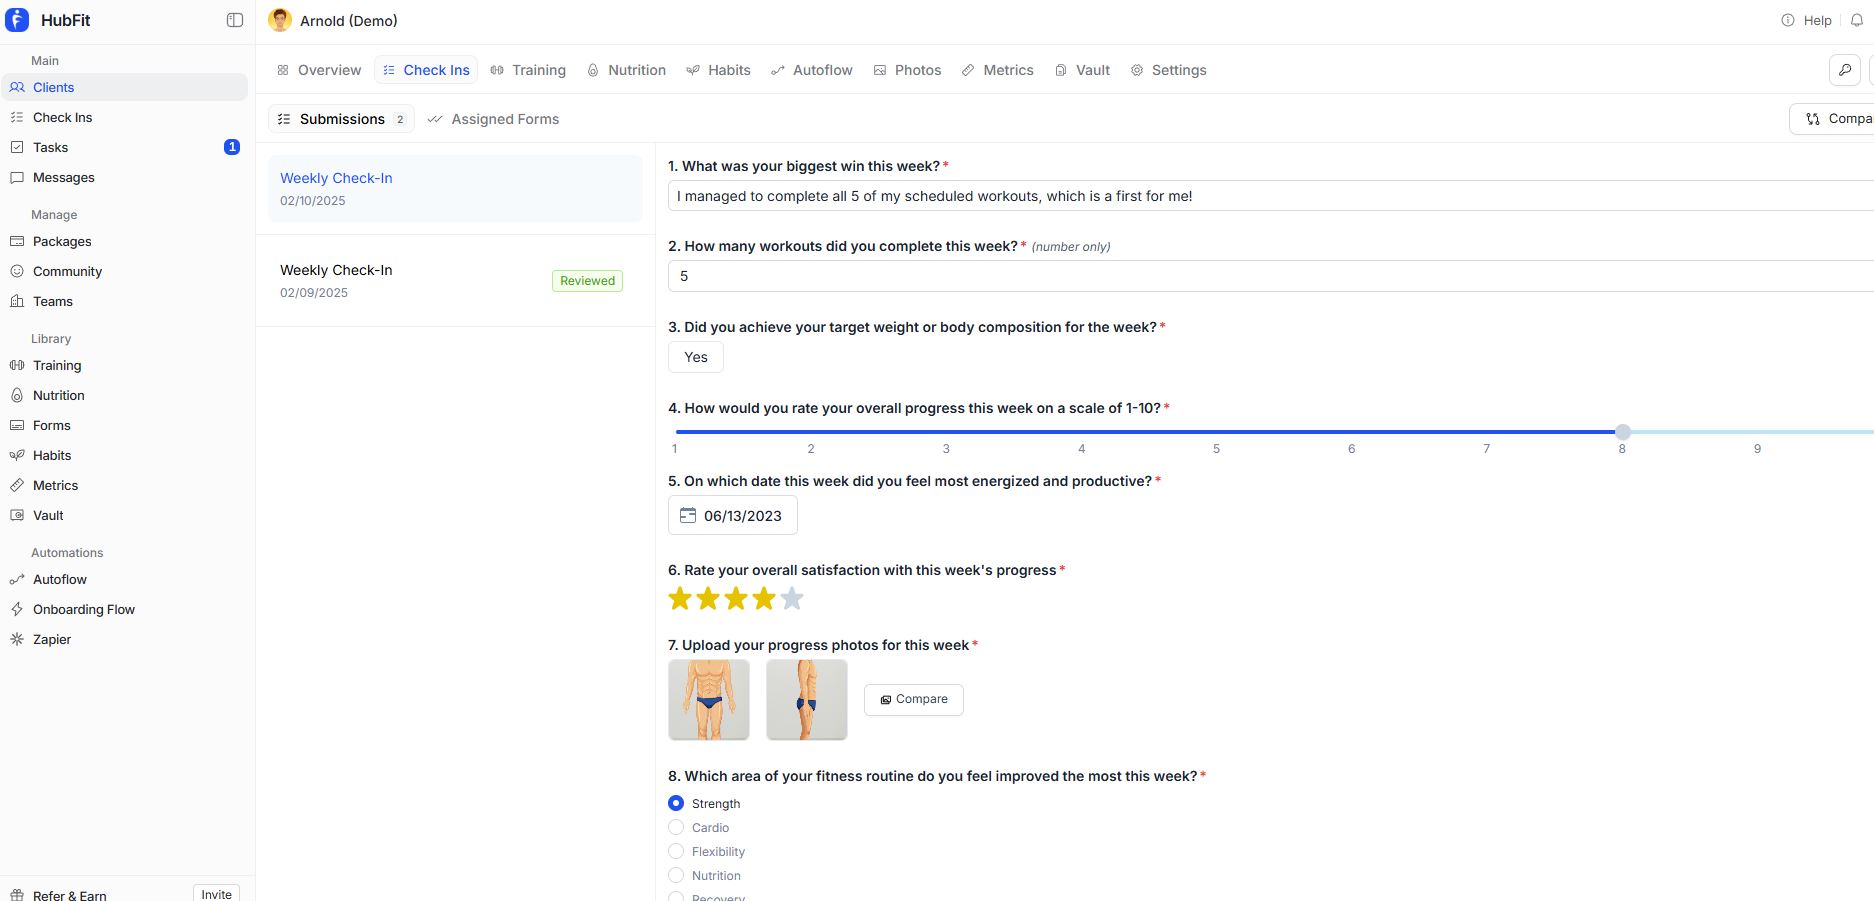 HubFit
Main
Clients
Check Ins
Tasks 1
Messages
Manage
Packages
Community
Teams
Library
Training
Nutrition
Forms
Habits
Metrics
Vault
Automations
Autoflow
Onboarding Flow
Zapier
Refer & Earn Invite
Arnold (Demo)
Help
Overview Check Ins Training Nutrition Habits Autoflow Photos Metrics Vault Settings
Submissions 2 Assigned Forms
Compa
Weekly Check-In
02/10/2025
Weekly Check-In
02/09/2025
Reviewed
1. What was your biggest win this week?*
I managed to complete all 5 of my scheduled workouts, which is a first for me!
2. How many workouts did you complete this week?* (number only)
5
3. Did you achieve your target weight or body composition for the week?*
Yes
4. How would you rate your overall progress this week on a scale of 1-10?*
1 2 3 4 5 6 7 8 9
5. On which date this week did you feel most energized and productive?*
06/13/2023
6. Rate your overall satisfaction with this week's progress*
7. Upload your progress photos for this week*
Compare
8. Which area of your fitness routine do you feel improved the most this week?*
Strength
Cardio
Flexibility
Nutrition
Recovery